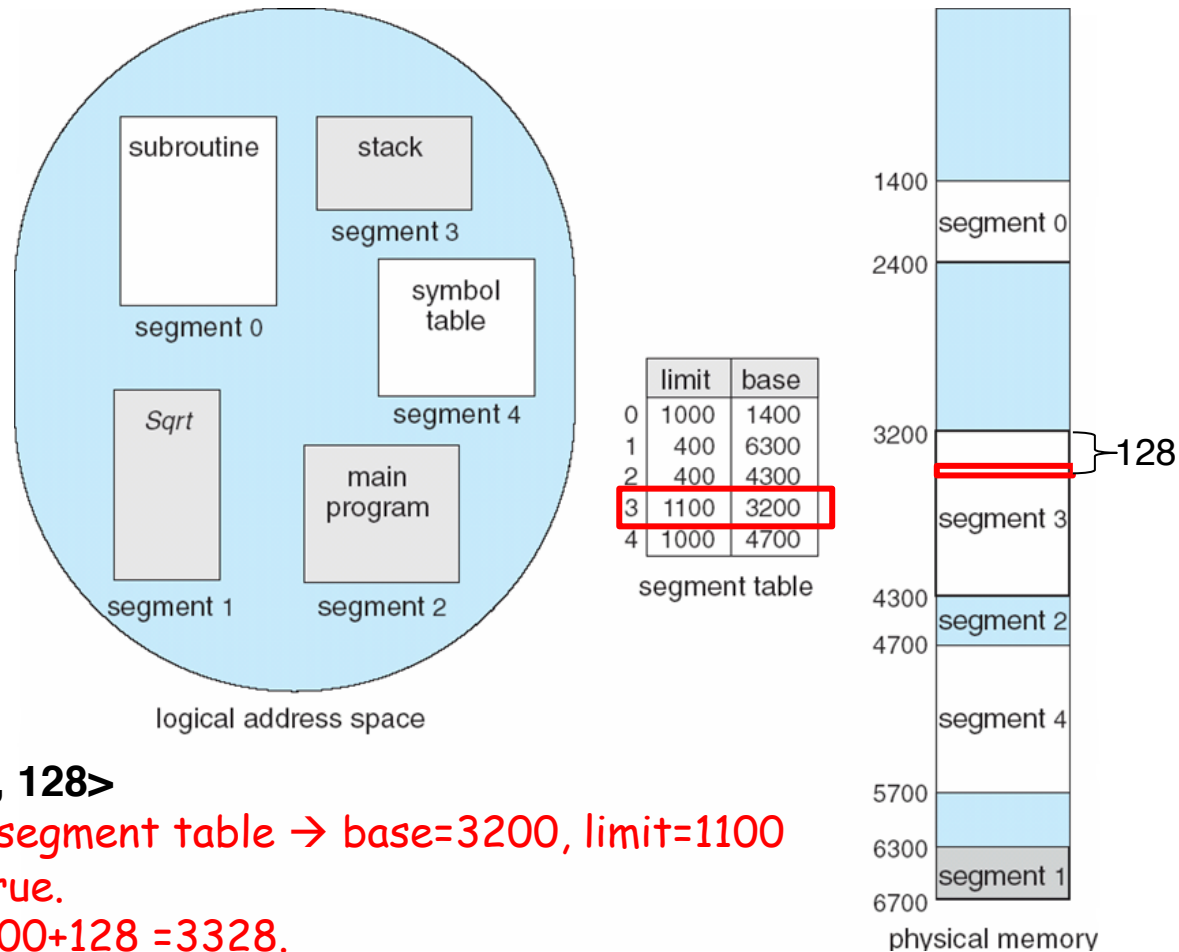 subroutine
segment 0
stack
segment 3
symbol
table
segment 4
Sqrt
segment 1
main
program
segment 2
logical address space
limit base
0 1000 1400
1 400 6300
2 400 4300
3 1100 3200
4 1000 4700
segment table
1400
segment 0
2400
3200
128
segment 3
4300
segment 2
4700
segment 4
5700
6300
segment 1
6700
physical memory
, 128>
segment table → base=3200, limit=1100
rue.
00+128 =3328.